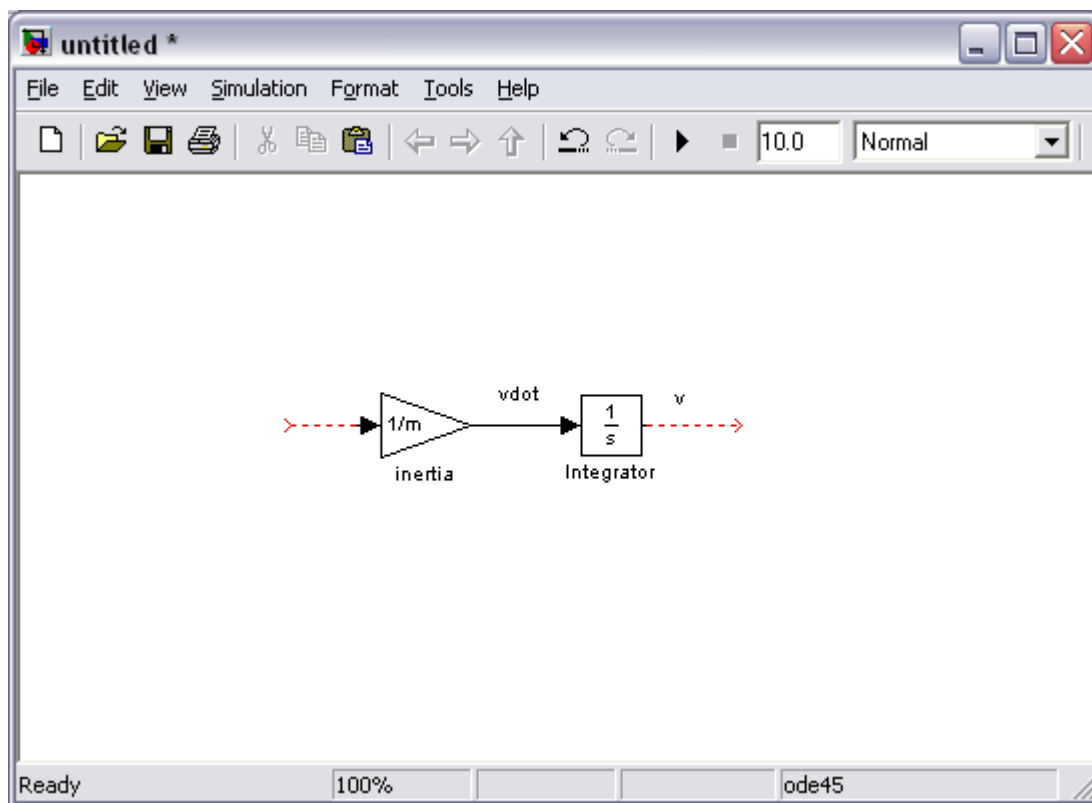 untitled *
File Edit View Simulation Format Tools Help
10.0 Normal
vdot v
1/m 1
s
inertia Integrator
Ready 100% ode45